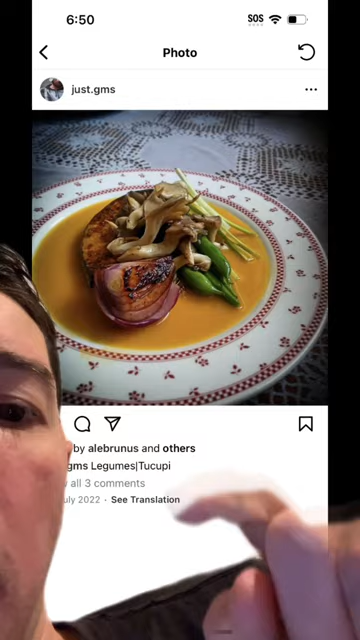 6:50
SOS
Photo
just.gms
by alebrunus and others
gms Legumes|Tucupi
all 3 comments
2022 · See Translation